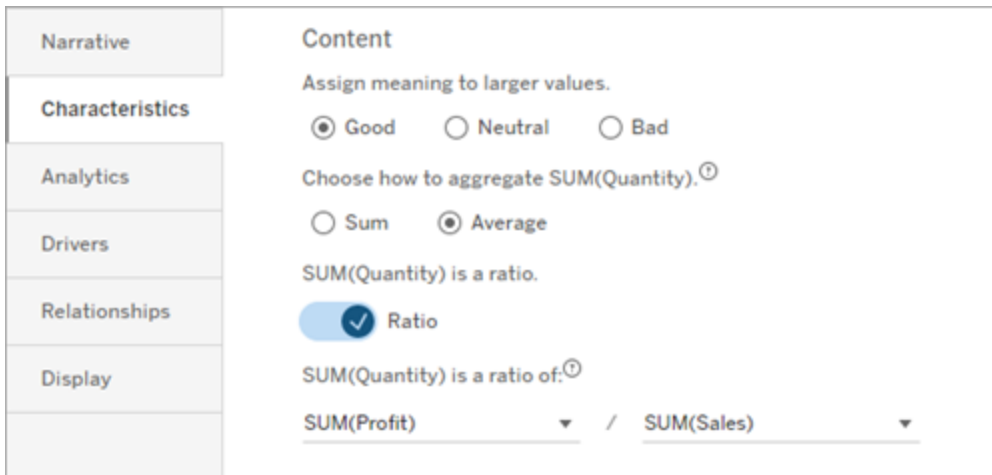 Narrative
Characteristics
Analytics
Drivers
Relationships
Display
Content
Assign meaning to larger values.
Good Neutral Bad
Choose how to aggregate SUM(Quantity).
Sum Average
SUM(Quantity) is a ratio.
Ratio
SUM(Quantity) is a ratio of:
SUM(Profit) / SUM(Sales)